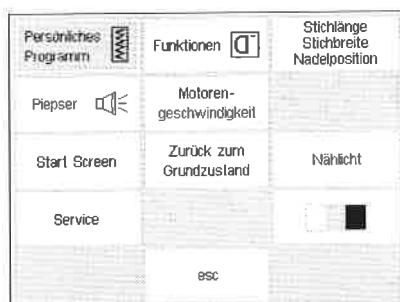 Persönliches
Programm
Funktionen
Stichlänge
Stichbreite
Nadelposition
Piepser
Motoren-
geschwindigkeit
Start Screen
Zurück zum
Grundzustand
Nählicht
Service
esc